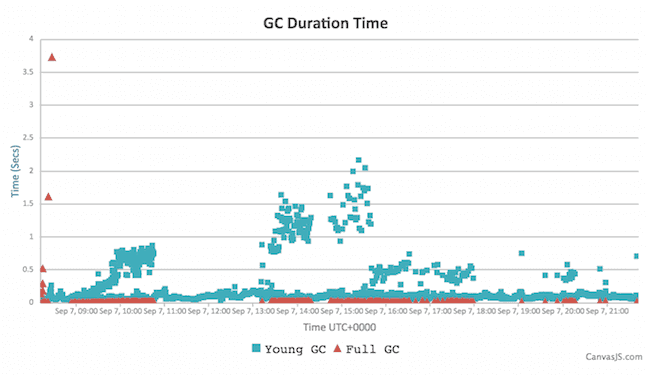 GC Duration Time
4
3.5
3
2.5
2
1.5
1
0.5
0
Time (Secs)
Sep 7, 09:00 Sep 7, 10:00 Sep 7, 11:00 Sep 7, 12:00 Sep 7, 13:00 Sep 7, 14:00 Sep 7, 15:00 Sep 7, 16:00 Sep 7, 17:00 Sep 7, 18:00 Sep 7, 19:00 Sep 7, 20:00 Sep 7, 21:00
Time UTC+0000
Young GC Full GC
CanvasJS.com